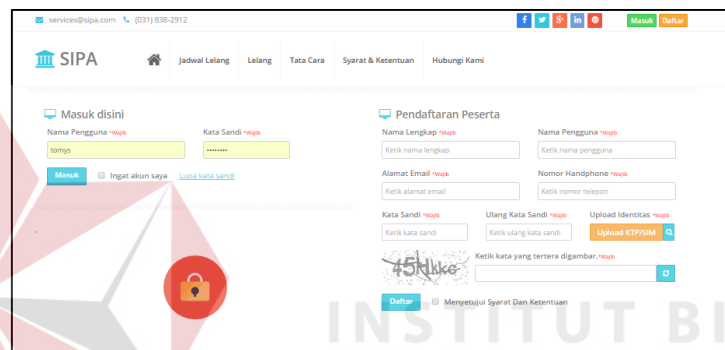 services@sipa.com (031) 838-2912
Masuk Daftar
SIPA
Jadwal Lelang Lelang Tata Cara Syarat & Ketentuan Hubungi Kami
Masuk disini
Nama Pengguna *Wajib Kata Sandi *Wajib
tomys ••••••••
Masuk Ingat akun saya Lupa kata sandi
Pendaftaran Peserta
Nama Lengkap *Wajib Nama Pengguna *Wajib
Ketik nama lengkap Ketik nama pengguna
Alamat Email *Wajib Nomor Handphone *Wajib
Ketik alamat email Ketik nomor telepon
Kata Sandi *Wajib Ulang Kata Sandi *Wajib Upload Identitas *Wajib
Ketik kata sandi Ketik ulang kata sandi Upload KTP/SIM
Ketik kata yang tertera digambar.*Wajib
Daftar Menyetujui Syarat Dan Ketentuan
INSTITUT BI